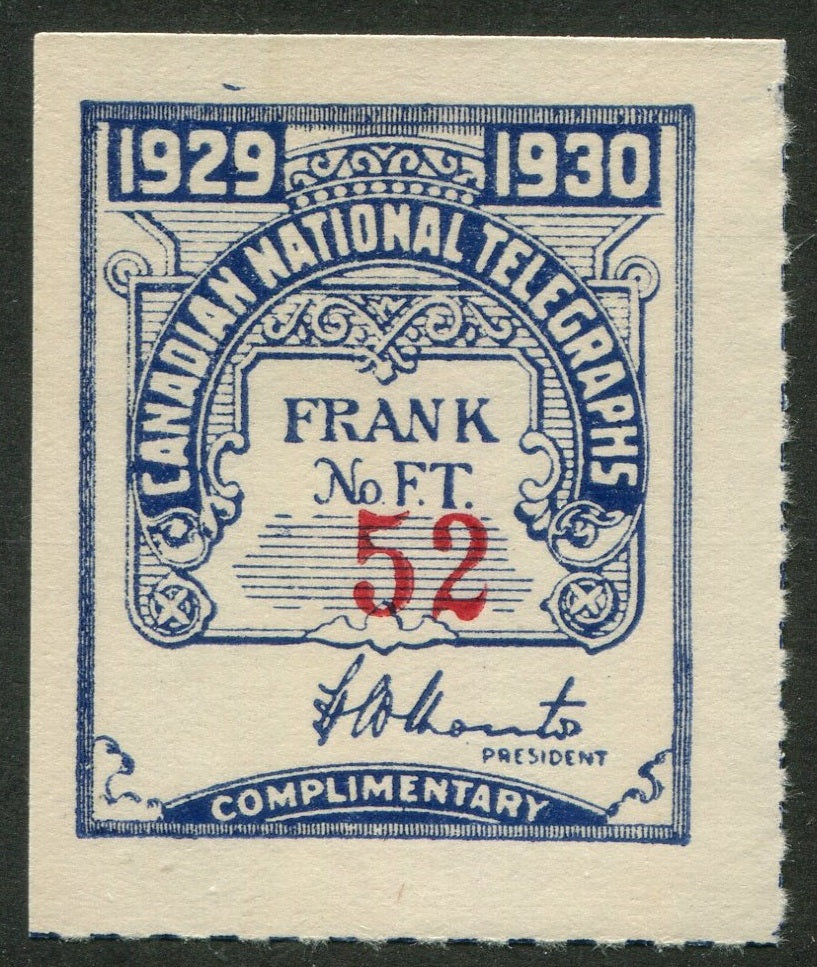 1929 1930
CANADIAN NATIONAL TELEGRAPHS
FRANK
No. F.T.
52
PRESIDENT
COMPLIMENTARY